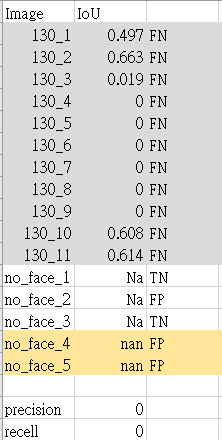 Image IoU
130_1 0.497 FN
130_2 0.663 FN
130_3 0.019 FN
130_4 0 FN
130_5 0 FN
130_6 0 FN
130_7 0 FN
130_8 0 FN
130_9 0 FN
130_10 0.608 FN
130_11 0.614 FN
no_face_1 Na TN
no_face_2 Na FP
no_face_3 Na TN
no_face_4 nan FP
no_face_5 nan FP
precision 0
recell 0